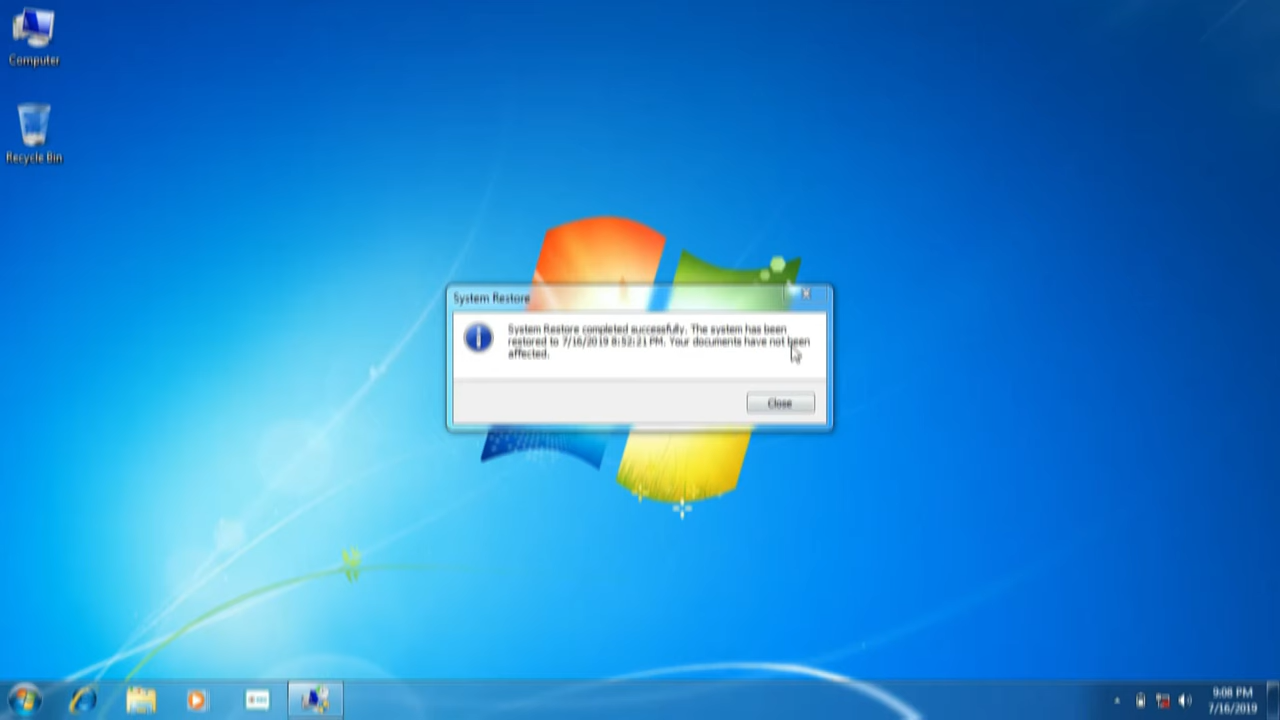 Computer
Recycle Bin
System Restore
System Restore completed successfully. The system has been
restored to 7/16/2019 8:52:21 PM. Your documents have not been
affected.
Close
9:08 PM
7/16/2019